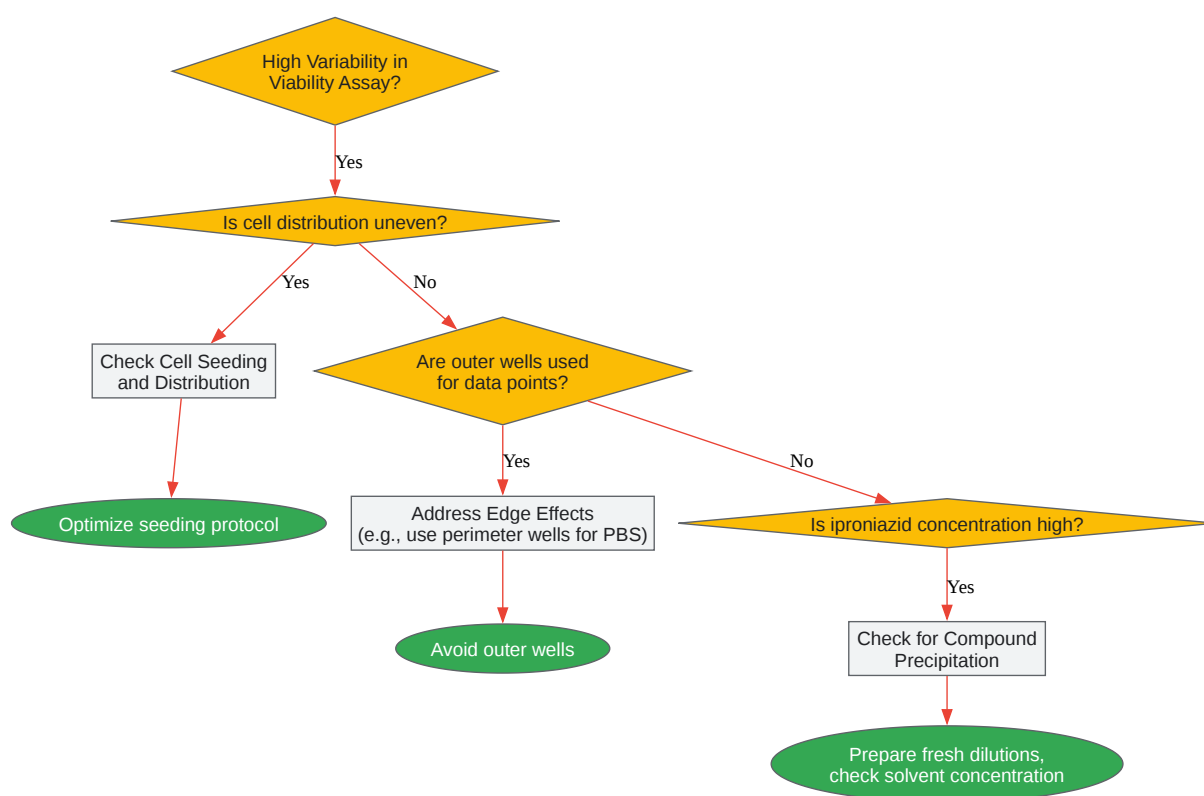 High Variability in
Viability Assay?
Yes
Is cell distribution uneven?
Yes
No
Check Cell Seeding
and Distribution
Are outer wells used
for data points?
Yes
No
Optimize seeding protocol
Address Edge Effects
(e.g., use perimeter wells for PBS)
Is iproniazid concentration high?
Yes
Avoid outer wells
Check for Compound
Precipitation
Prepare fresh dilutions,
check solvent concentration